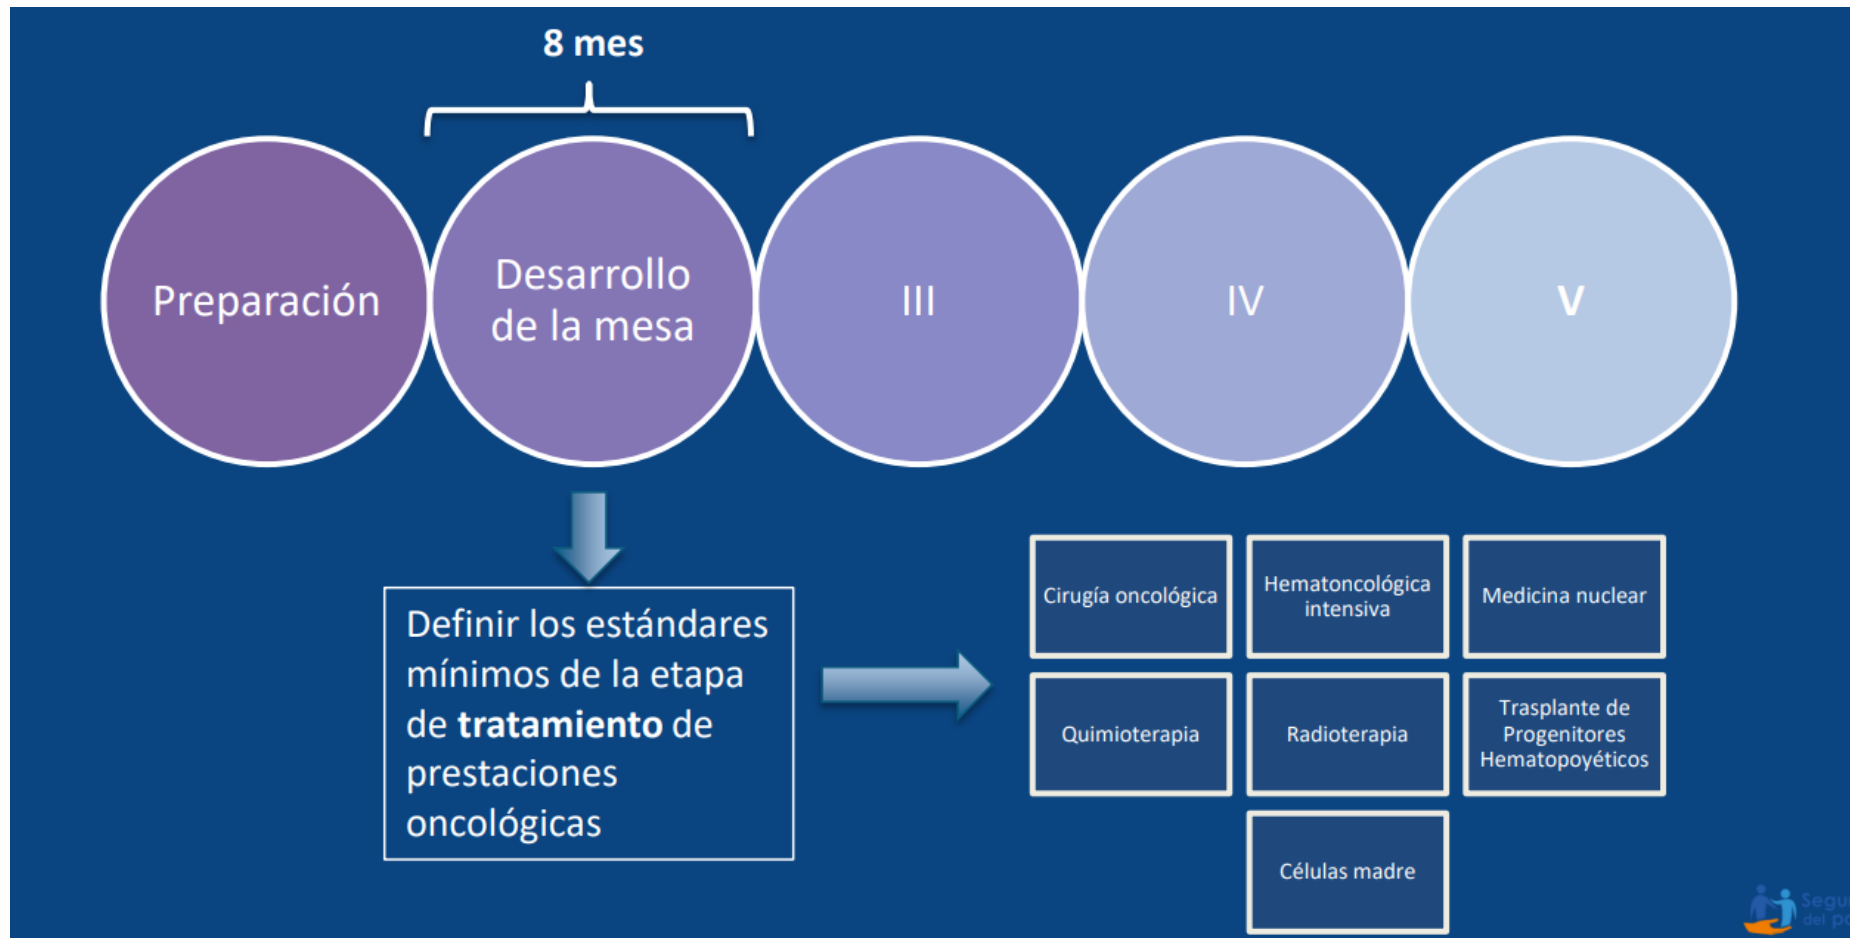 8 mes
Preparación
Desarrollo
de la mesa
III
IV
V
Definir los estándares
mínimos de la etapa
de tratamiento de
prestaciones
oncológicas
Cirugía oncológica
Hematoncológica
intensiva
Medicina nuclear
Quimioterapia
Radioterapia
Trasplante de
Progenitores
Hematopoyéticos
Células madre
del